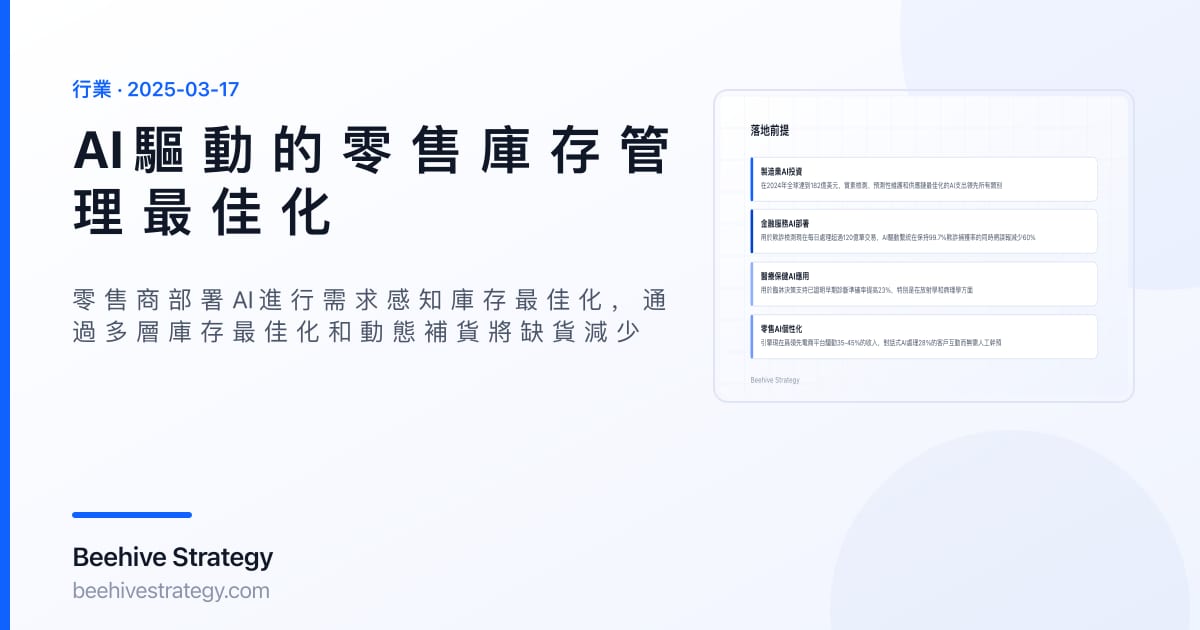 行業 · 2025-03-17
AI驅動的零售庫存管
理最佳化
零售商部署AI進行需求感知庫存最佳化，通
過多層庫存最佳化和動態補貨將缺貨減少
Beehive Strategy
beehivestrategy.com
落地前提
製造業AI投資
在2024年全球達到182億美元，質素檢測、預測性維護和供應鏈最佳化的AI支出領先所有類別
金融服務AI部署
用於欺詐檢測現在每日處理超過120億筆交易，AI驅動繫統在保持99.7%欺詐捕獲率的同時將誤報減少60%
醫療保健AI應用
用於臨牀決策支持已證明早期診斷準確率提高23%，特別是在放射學和病理學方面
零售AI個性化
引擎現在爲領先電商平台驅動35-45%的收入，對話式AI處理28%的客戶互動而無需人工幹預
Beehive Strategy